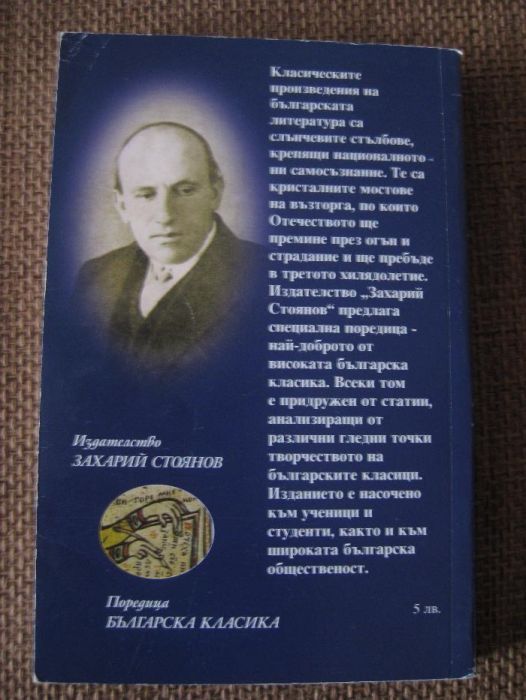 Класическите
произведения на
българската
литература са
слънчевите стълбове,
крепящи националното
ни самосъзнание. Те са
кристалните мостове
на възторга, по които
Отечеството ще
премине през огън и
страдание и ще пребъде
в третото хилядолетие.
Издателство „Захарий
Стоянов“ предлага
специална поредица -
най-доброто от
високата българска
класика. Всеки том
е придружен от статии,
анализиращи от
различни гледни точки
творчеството на
българските класици.
Изданието е насочено
към ученици и
студенти, както и към
широката българска
общественост.
Издателство
ЗАХАРИЙ СТОЯНОВ
Поредица
БЪЛГАРСКА КЛАСИКА
5 лв.